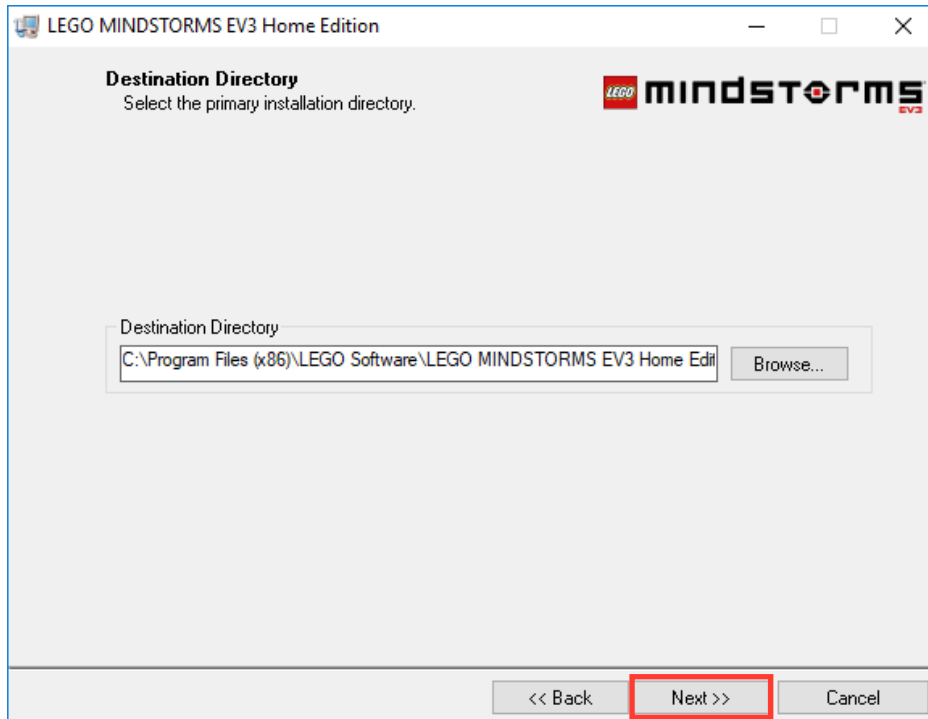 LEGO MINDSTORMS EV3 Home Edition
Destination Directory
Select the primary installation directory.
LEGO mindstorms
EV3
Destination Directory
C:\Program Files (x86)\LEGO Software\LEGO MINDSTORMS EV3 Home Edit
Browse...
<< Back
Next >>
Cancel